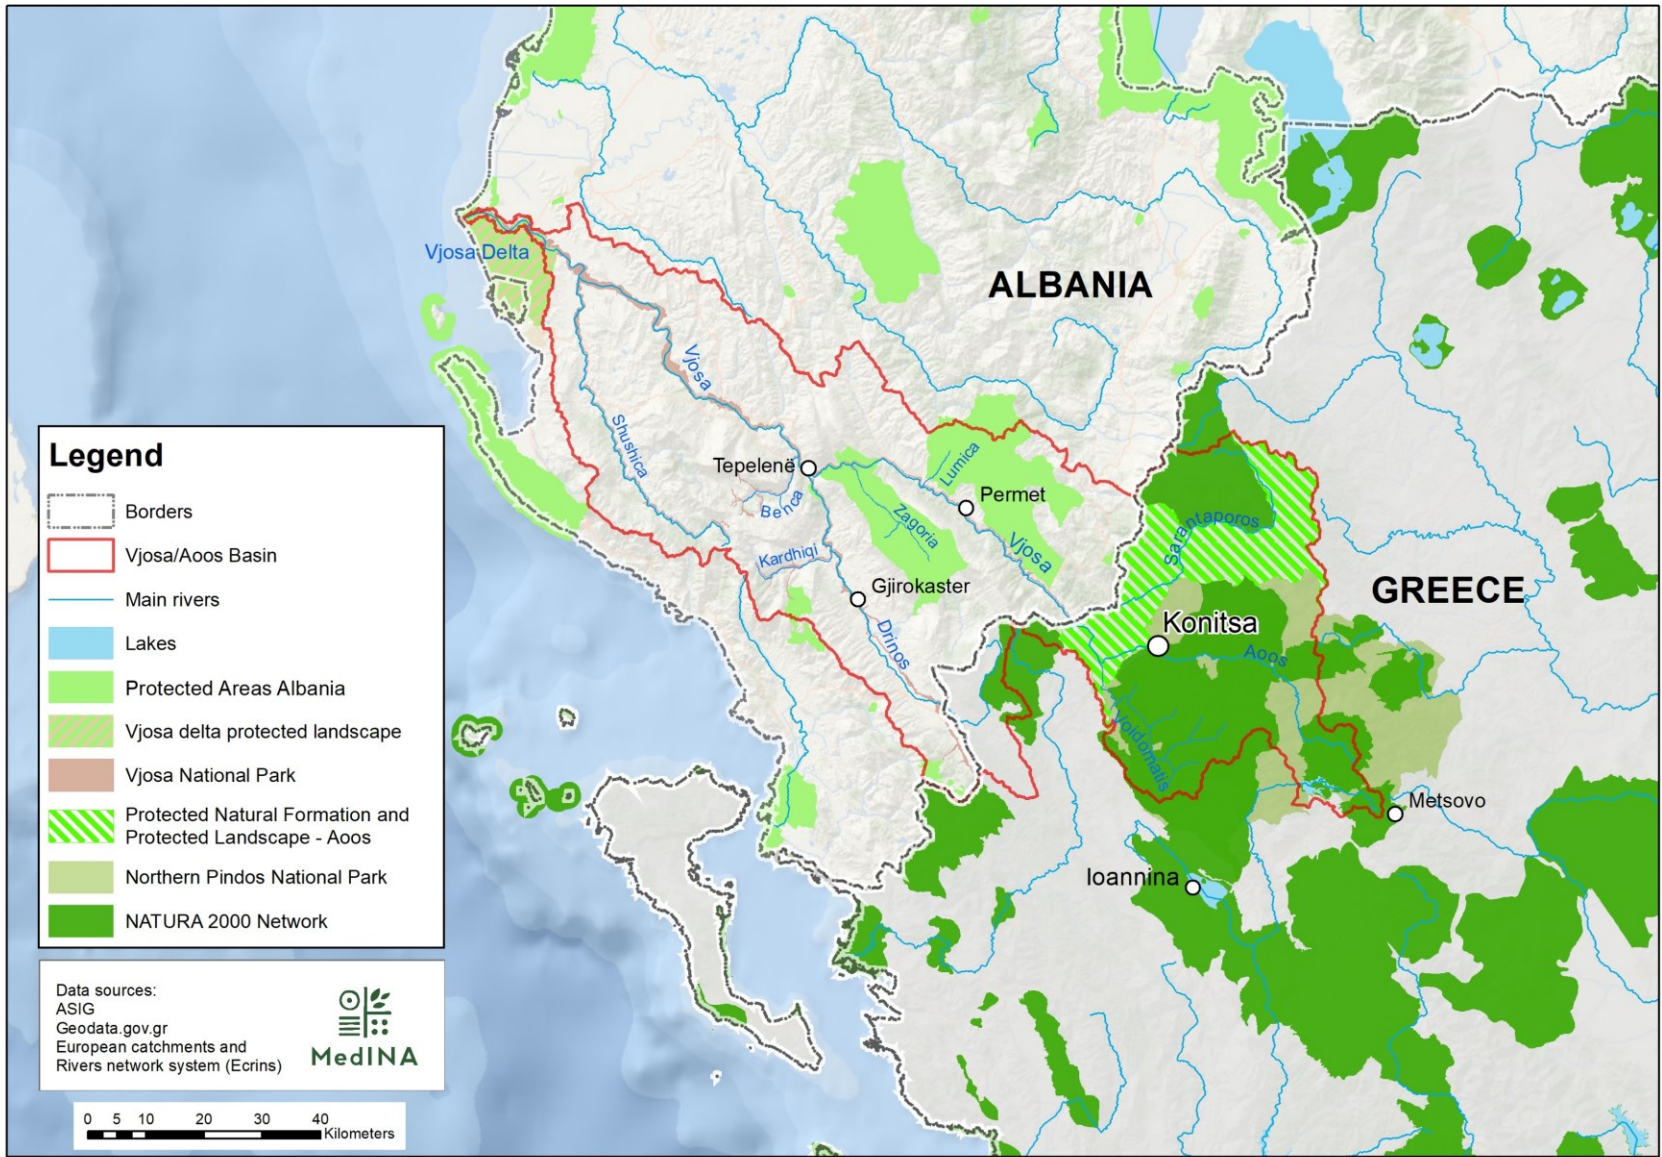 ALBANIA
GREECE
Vjosa Delta
Vjosa
Shushica
Tepelenë
Benca
Lumica
Permet
Zagoria
Vjosa
Kardhiqi
Gjirokaster
Drinos
Sarantaporos
Konitsa
Aoos
Voidomatis
Metsovo
Ioannina
Legend
Borders
Vjosa/Aoos Basin
Main rivers
Lakes
Protected Areas Albania
Vjosa delta protected landscape
Vjosa National Park
Protected Natural Formation and
Protected Landscape - Aoos
Northern Pindos National Park
NATURA 2000 Network
Data sources:
ASIG
Geodata.gov.gr
European catchments and
Rivers network system (Ecrins)
MedINA
0 5 10 20 30 40
Kilometers